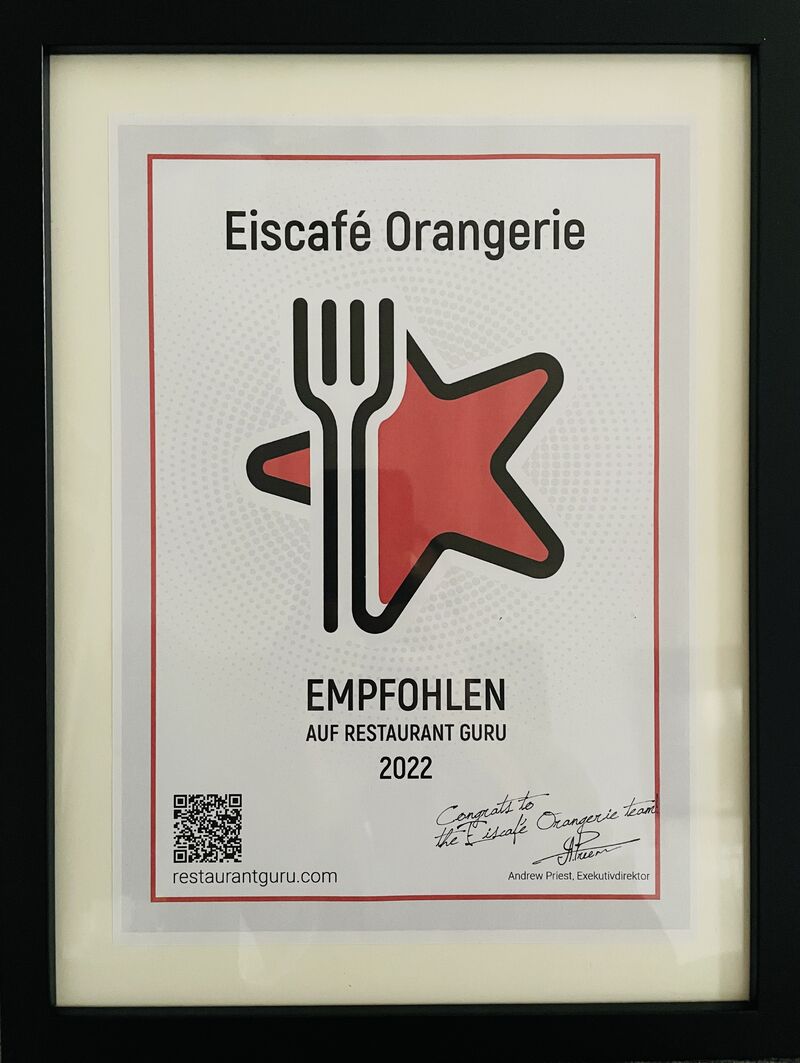 Eiscafé Orangerie
EMPFOHLEN
AUF RESTAURANT GURU
2022
Congrats to
the Eiscafé Orangerie team!
restaurantguru.com
Andrew Priest, Exekutivdirektor